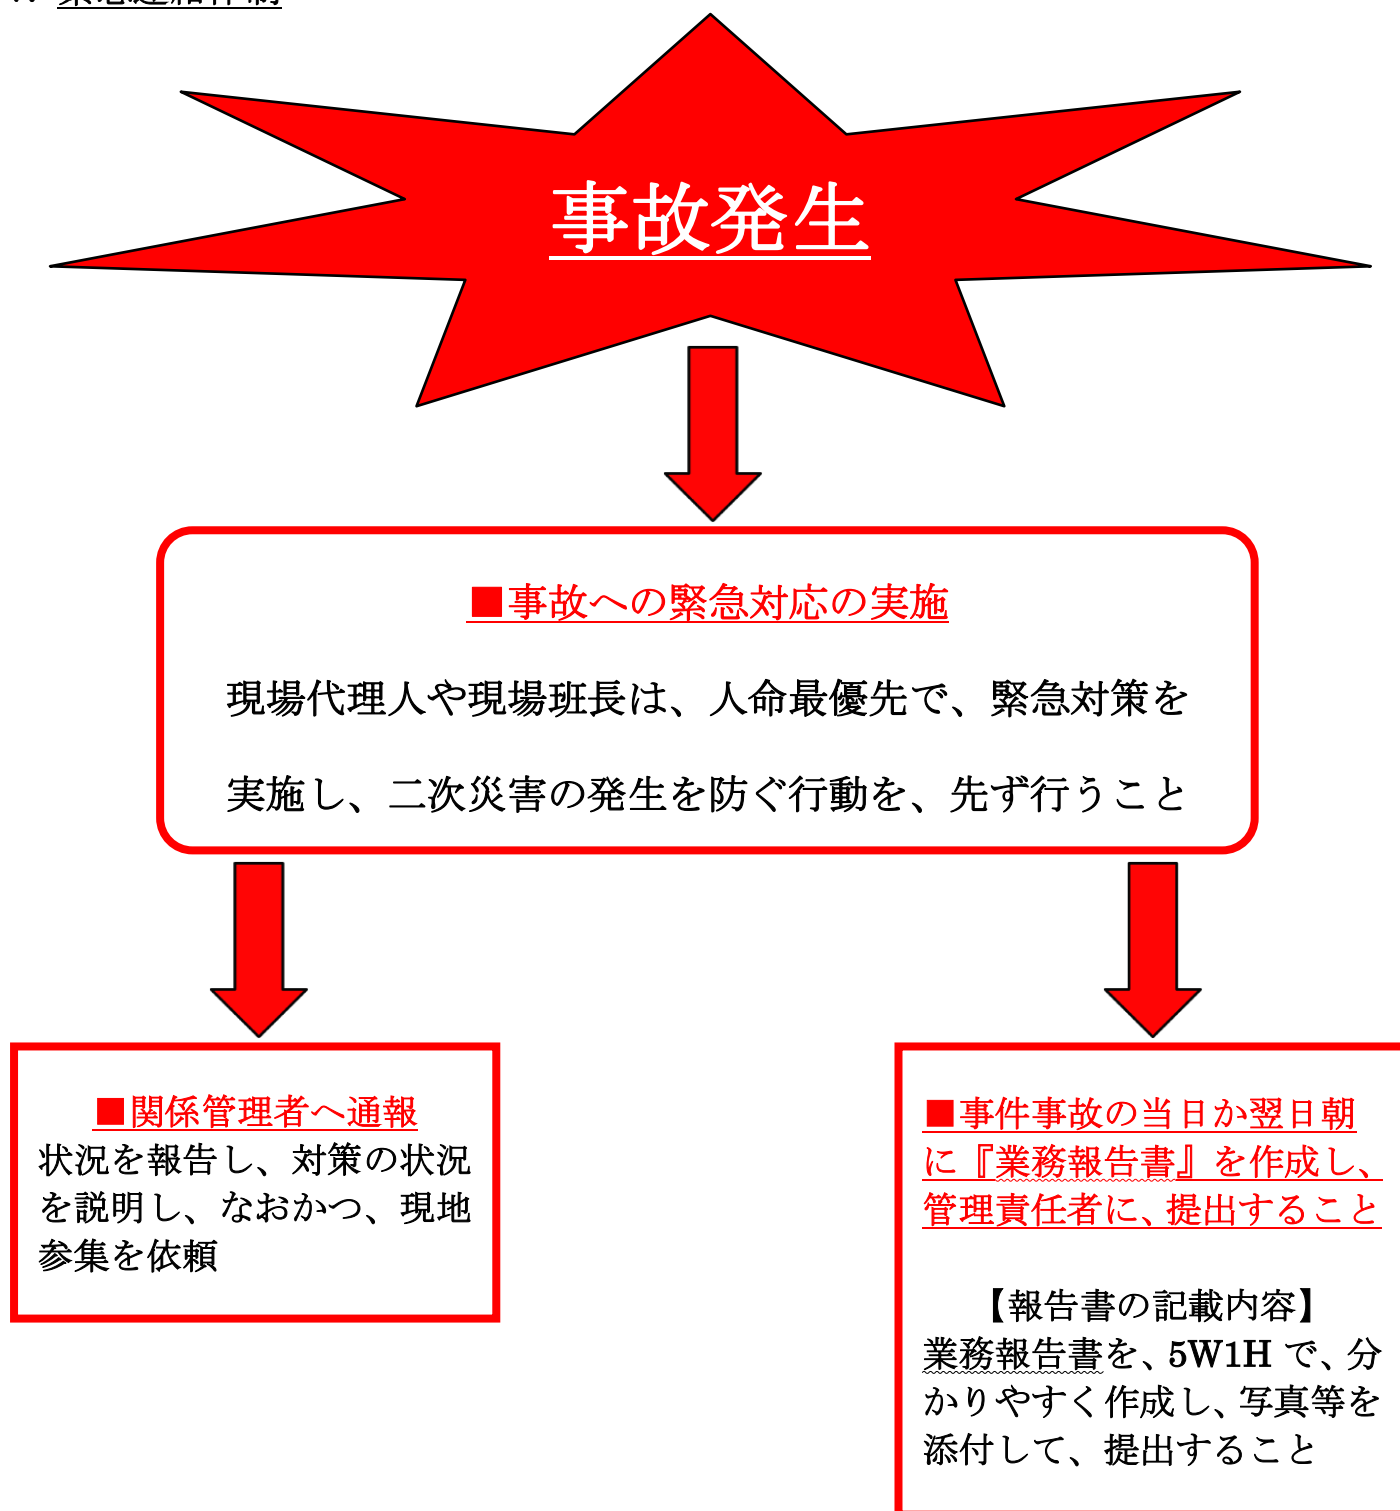 事故発生
■事故への緊急対応の実施
現場代理人や現場班長は、人命最優先で、緊急対策を
実施し、二次災害の発生を防ぐ行動を、先ず行うこと
■関係管理者へ通報
状況を報告し、対策の状況
を説明し、なおかつ、現地
参集を依頼
■事件事故の当日か翌日朝
に『業務報告書』を作成し、
管理責任者に、提出すること
【報告書の記載内容】
業務報告書を、5W1H で、分
かりやすく作成し、写真等を
添付して、提出すること